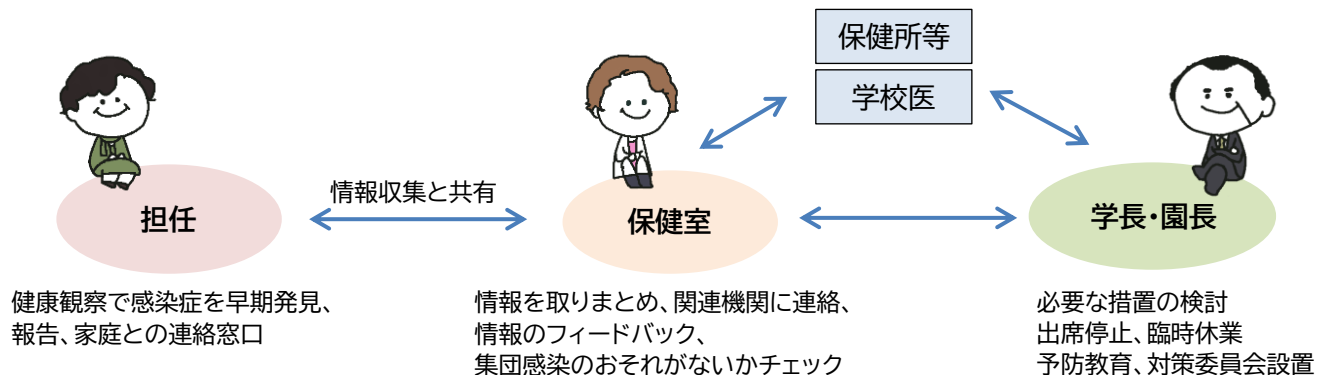 保健所等
学校医
情報収集と共有
担任
保健室
学長・園長
健康観察で感染症を早期発見、
報告、家庭との連絡窓口
情報を取りまとめ、関連機関に連絡、
情報のフィードバック、
集団感染のおそれがないかチェック
必要な措置の検討
出席停止、臨時休業
予防教育、対策委員会設置